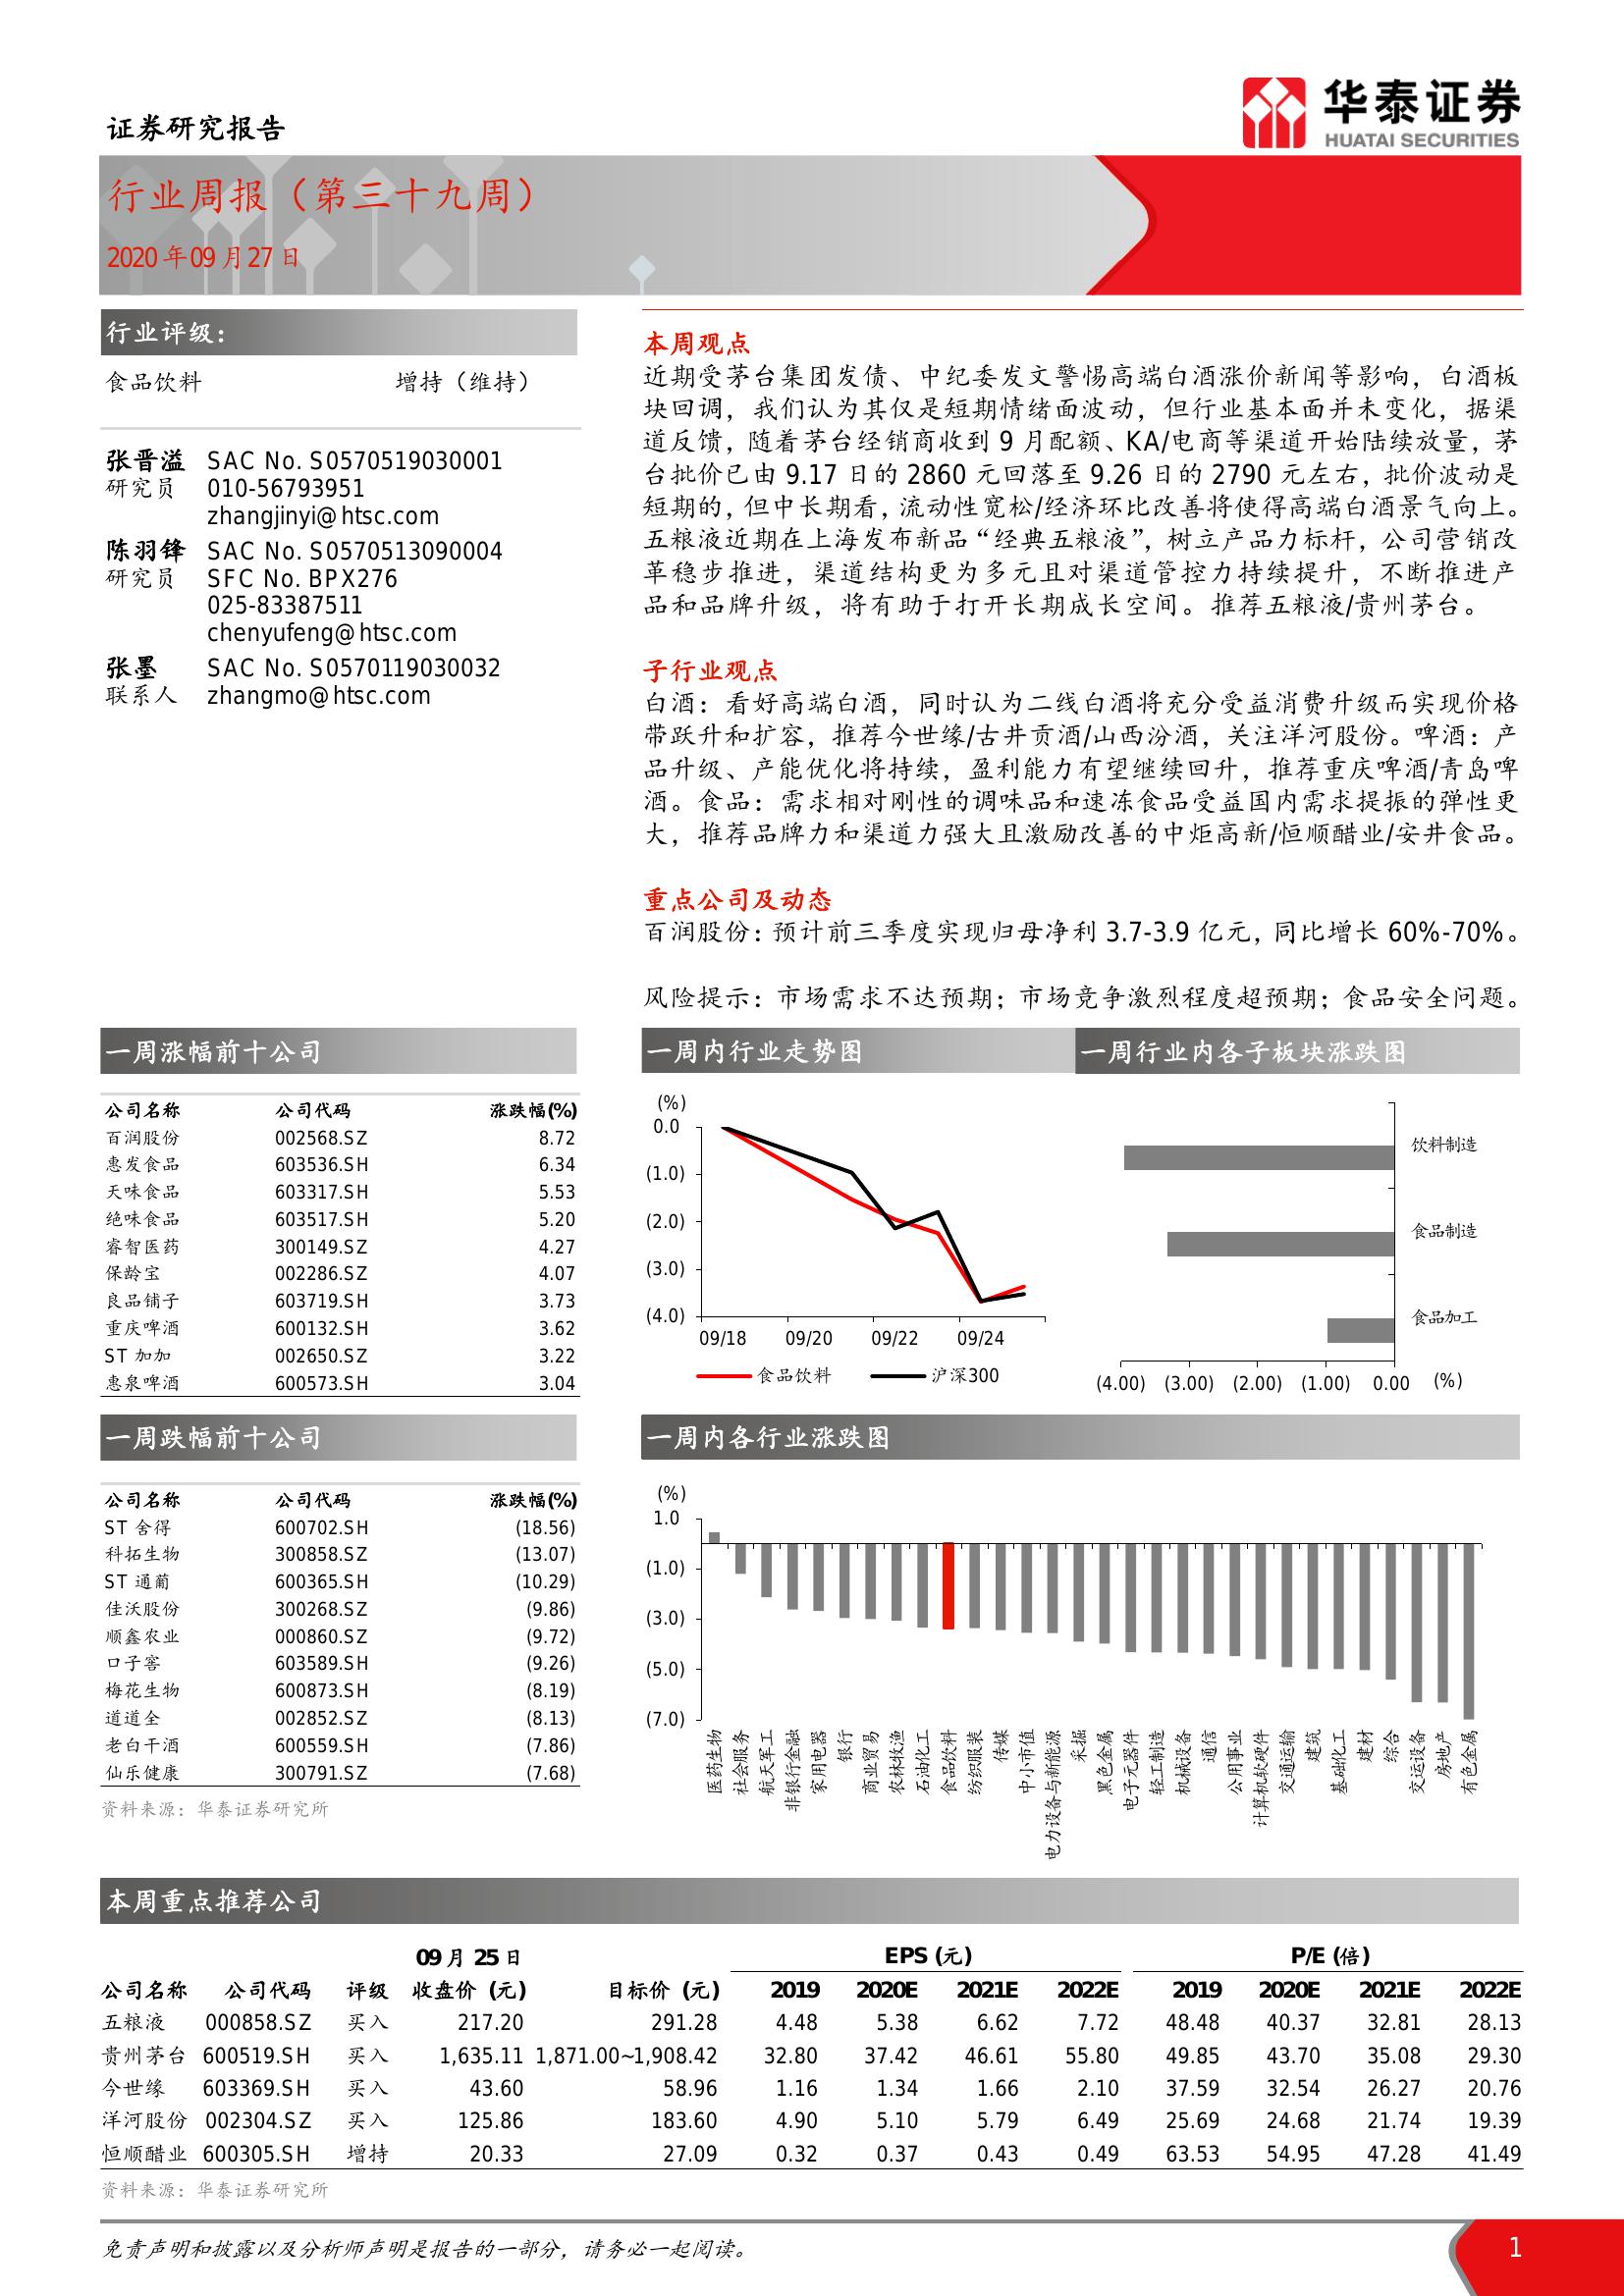 证券研究报告
华泰证券
HUATAI SECURITIES
行业周报（第三十九周）
2020年09月27日
行业评级：
食品饮料 增持（维持）
张晋溢 SAC No. S0570519030001
研究员 010-56793951
zhangjinyi@htsc.com
陈羽锋 SAC No. S0570513090004
研究员 SFC No. BPX276
025-83387511
chenyufeng@htsc.com
张墨 SAC No. S0570119030032
联系人 zhangmo@htsc.com
本周观点
近期受茅台集团发债、中纪委发文警惕高端白酒涨价新闻等影响，白酒板
块回调，我们认为其仅是短期情绪面波动，但行业基本面并未变化，据渠
道反馈，随着茅台经销商收到 9 月配额、KA/电商等渠道开始陆续放量，茅
台批价已由 9.17 日的 2860 元回落至 9.26 日的 2790 元左右，批价波动是
短期的，但中长期看，流动性宽松/经济环比改善将使得高端白酒景气向上。
五粮液近期在上海发布新品“经典五粮液”，树立产品力标杆，公司营销改
革稳步推进，渠道结构更为多元且对渠道管控力持续提升，不断推进产
品和品牌升级，将有助于打开长期成长空间。推荐五粮液/贵州茅台。
子行业观点
白酒：看好高端白酒，同时认为二线白酒将充分受益消费升级而实现价格
带跃升和扩容，推荐今世缘/古井贡酒/山西汾酒，关注洋河股份。啤酒：产
品升级、产能优化将持续，盈利能力有望继续回升，推荐重庆啤酒/青岛啤
酒。食品：需求相对刚性的调味品和速冻食品受益国内需求提振的弹性更
大，推荐品牌力和渠道力强大且激励改善的中炬高新/恒顺醋业/安井食品。
重点公司及动态
百润股份：预计前三季度实现归母净利 3.7-3.9 亿元，同比增长 60%-70%。
风险提示：市场需求不达预期；市场竞争激烈程度超预期；食品安全问题。
一周涨幅前十公司
公司名称 公司代码 涨跌幅(%)
百润股份 002568.SZ 8.72
惠发食品 603536.SH 6.34
天味食品 603317.SH 5.53
绝味食品 603517.SH 5.20
睿智医药 300149.SZ 4.27
保龄宝 002286.SZ 4.07
良品铺子 603719.SH 3.73
重庆啤酒 600132.SH 3.62
ST 加加 002650.SZ 3.22
惠泉啤酒 600573.SH 3.04
一周跌幅前十公司
公司名称 公司代码 涨跌幅(%)
ST 舍得 600702.SH (18.56)
科拓生物 300858.SZ (13.07)
ST 通葡 600365.SH (10.29)
佳沃股份 300268.SZ (9.86)
顺鑫农业 000860.SZ (9.72)
口子窖 603589.SH (9.26)
梅花生物 600873.SH (8.19)
道道全 002852.SZ (8.13)
老白干酒 600559.SH (7.86)
仙乐健康 300791.SZ (7.68)
资料来源：华泰证券研究所
一周内行业走势图
(%)
0.0
(1.0)
(2.0)
(3.0)
(4.0)
09/18 09/20 09/22 09/24
食品饮料 沪深300
一周行业内各子板块涨跌图
饮料制造
食品制造
食品加工
(4.00) (3.00) (2.00) (1.00) 0.00 (%)
一周内各行业涨跌图
(%)
1.0
(1.0)
(3.0)
(5.0)
(7.0)
医药生物
社会服务
航天军工
非银行金融
家用电器
银行
商业贸易
农林牧渔
石油化工
食品饮料
纺织服装
传媒
中小市值
电力设备与新能源
采掘
黑色金属
电子元器件
轻工制造
机械设备
通信
公用事业
计算机软硬件
交通运输
建筑
基础化工
建材
综合
交运设备
房地产
有色金属
本周重点推荐公司
09月 25日 EPS (元) P/E (倍)
公司名称 公司代码 评级 收盘价 (元) 目标价 (元) 2019 2020E 2021E 2022E 2019 2020E 2021E 2022E
五粮液 000858.SZ 买入 217.20 291.28 4.48 5.38 6.62 7.72 48.48 40.37 32.81 28.13
贵州茅台 600519.SH 买入 1,635.11 1,871.00~1,908.42 32.80 37.42 46.61 55.80 49.85 43.70 35.08 29.30
今世缘 603369.SH 买入 43.60 58.96 1.16 1.34 1.66 2.10 37.59 32.54 26.27 20.76
洋河股份 002304.SZ 买入 125.86 183.60 4.90 5.10 5.79 6.49 25.69 24.68 21.74 19.39
恒顺醋业 600305.SH 增持 20.33 27.09 0.32 0.37 0.43 0.49 63.53 54.95 47.28 41.49
资料来源：华泰证券研究所
免责声明和披露以及分析师声明是报告的一部分，请务必一起阅读。
1